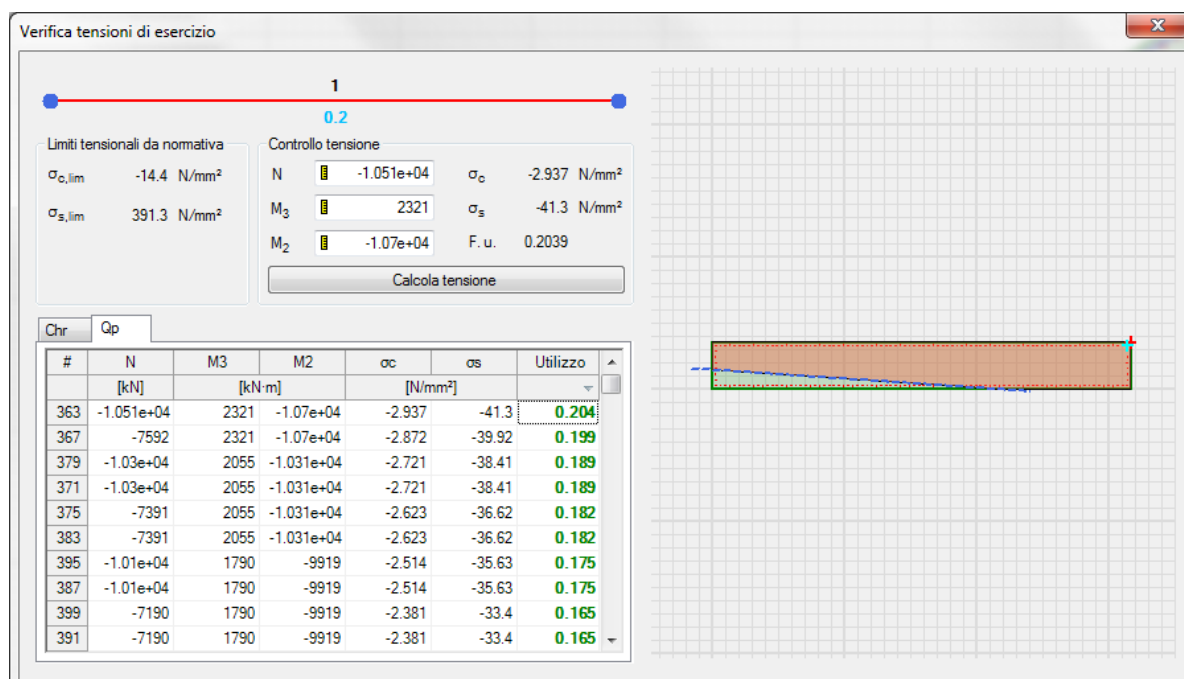 Verifica tensioni di esercizio
1
0.2
Limiti tensionali da normativa
σc,lim -14.4 N/mm²
σs,lim 391.3 N/mm²
Controllo tensione
N -1.051e+04 σc -2.937 N/mm²
M3 2321 σs -41.3 N/mm²
M2 -1.07e+04 F. u. 0.2039
Calcola tensione
Chr Qp
# N M3 M2 σc σs Utilizzo
[kN] [kN·m] [N/mm²]
363 -1.051e+04 2321 -1.07e+04 -2.937 -41.3 0.204
367 -7592 2321 -1.07e+04 -2.872 -39.92 0.199
379 -1.03e+04 2055 -1.031e+04 -2.721 -38.41 0.189
371 -1.03e+04 2055 -1.031e+04 -2.721 -38.41 0.189
375 -7391 2055 -1.031e+04 -2.623 -36.62 0.182
383 -7391 2055 -1.031e+04 -2.623 -36.62 0.182
395 -1.01e+04 1790 -9919 -2.514 -35.63 0.175
387 -1.01e+04 1790 -9919 -2.514 -35.63 0.175
399 -7190 1790 -9919 -2.381 -33.4 0.165
391 -7190 1790 -9919 -2.381 -33.4 0.165